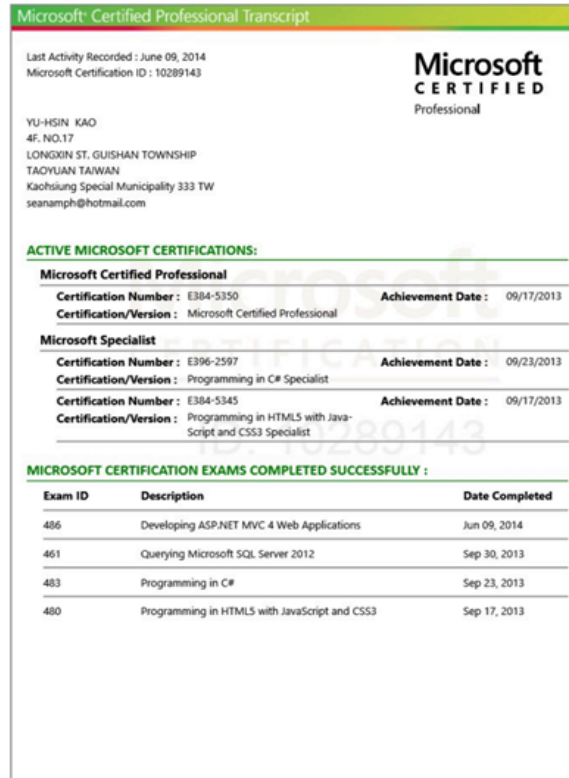 Microsoft Certified Professional Transcript
Last Activity Recorded : June 09, 2014
Microsoft Certification ID : 10289143
Microsoft
CERTIFIED
Professional
YU-HSIN KAO
4F. NO.17
LONGXIN ST. GUISHAN TOWNSHIP
TAOYUAN TAIWAN
Kaohsiung Special Municipality 333 TW
seanamph@hotmail.com
ACTIVE MICROSOFT CERTIFICATIONS:
Microsoft Certified Professional
Certification Number : E384-5350 Achievement Date : 09/17/2013
Certification/Version : Microsoft Certified Professional
Microsoft Specialist
Certification Number : E396-2597 Achievement Date : 09/23/2013
Certification/Version : Programming in C# Specialist
Certification Number : E384-5345 Achievement Date : 09/17/2013
Certification/Version : Programming in HTML5 with Java-
Script and CSS3 Specialist
Microsoft
CERTIFICATION
ID: 10289143
MICROSOFT CERTIFICATION EXAMS COMPLETED SUCCESSFULLY :
Exam ID Description Date Completed
486 Developing ASP.NET MVC 4 Web Applications Jun 09, 2014
461 Querying Microsoft SQL Server 2012 Sep 30, 2013
483 Programming in C# Sep 23, 2013
480 Programming in HTML5 with JavaScript and CSS3 Sep 17, 2013